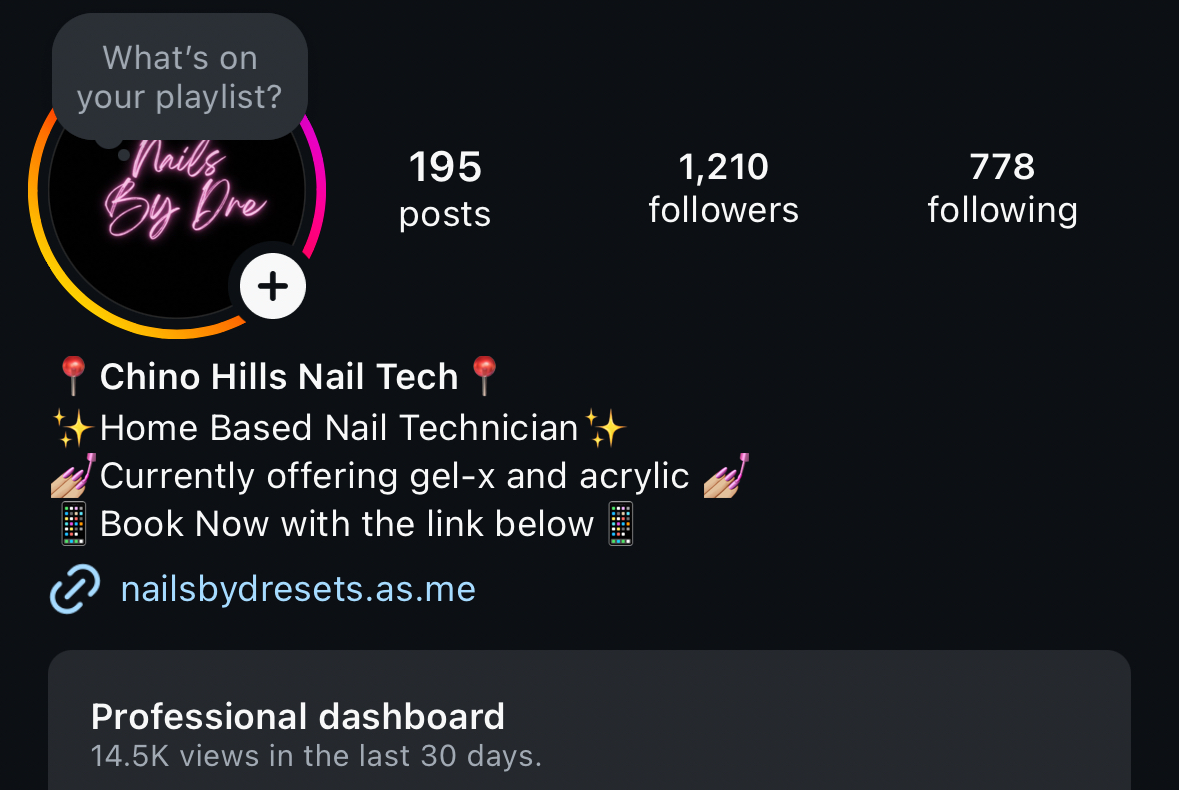 What's on
your playlist?
Nails
By Dre
195
posts
1,210
followers
778
following
📍Chino Hills Nail Tech📍
✨Home Based Nail Technician✨
💅🏼Currently offering gel-x and acrylic 💅🏼
📱Book Now with the link below📱
nailsbydresets.as.me
Professional dashboard
14.5K views in the last 30 days.